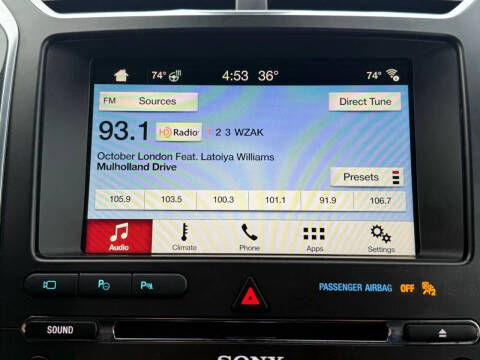 74° 4:53 36° 74°
FM Sources Direct Tune
93.1 HD Radio 1 2 3 WZAK
October London Feat. Latoiya Williams
Mulholland Drive
Presets
105.9 103.5 100.3 101.1 91.9 106.7
Audio Climate Phone Apps Settings
PASSENGER AIRBAG OFF 2
SOUND
SONY